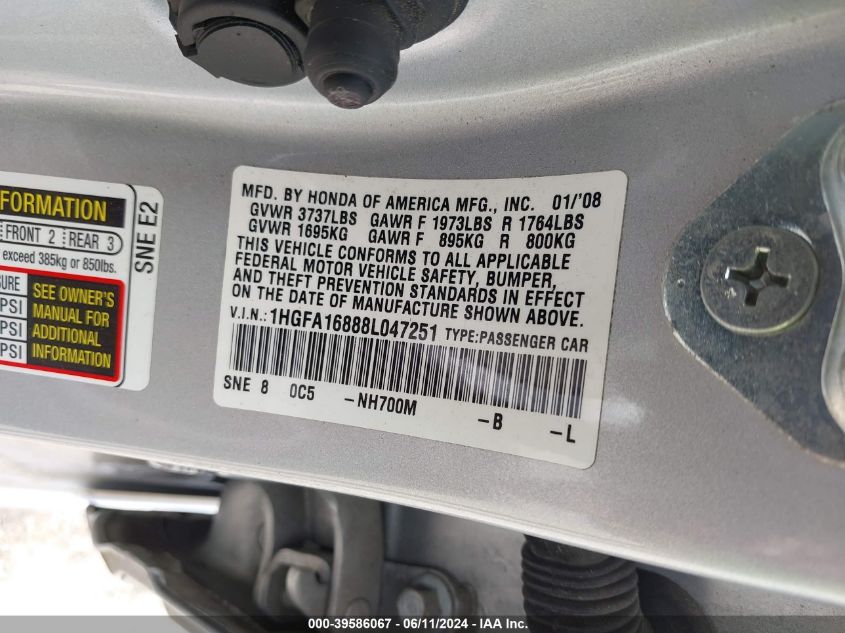 FORMATION
FRONT 2 REAR 3
exceed 385kg or 850lbs.
SURE
PSI
PSI
PSI
SEE OWNER'S
MANUAL FOR
ADDITIONAL
INFORMATION
SNE E2
MFD. BY HONDA OF AMERICA MFG., INC. 01/'08
GVWR 3737LBS GAWR F 1973LBS R 1764LBS
GVWR 1695KG GAWR F 895KG R 800KG
THIS VEHICLE CONFORMS TO ALL APPLICABLE
FEDERAL MOTOR VEHICLE SAFETY, BUMPER,
AND THEFT PREVENTION STANDARDS IN EFFECT
ON THE DATE OF MANUFACTURE SHOWN ABOVE.
V.I.N.: 1HGFA16888L047251 TYPE:PASSENGER CAR
SNE 8 0C5 -NH700M -B -L
000-39586067 / 06/11/2024 / IAA Inc.